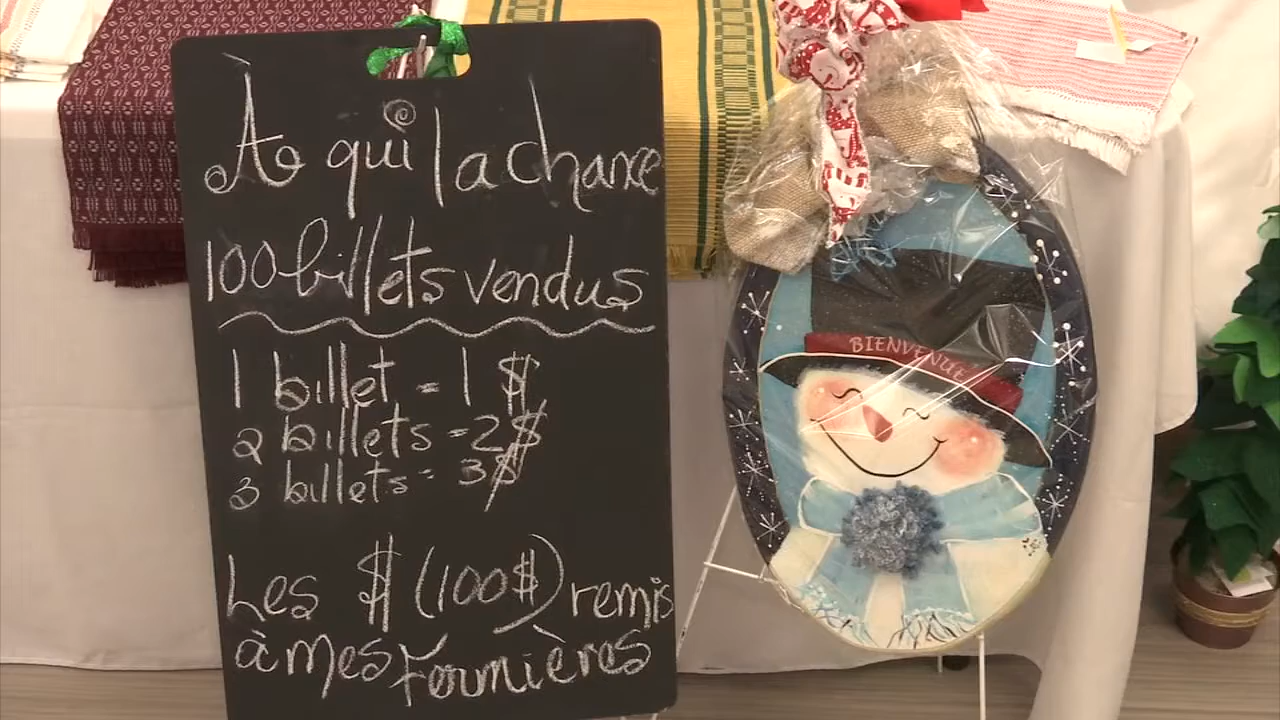 À qui la chance
100 billets vendus
1 billet = 1 $
2 billets = 2 $
3 billets = 3 $
Les $ (100$) remis
à mes Fourmières
BIENVENUE